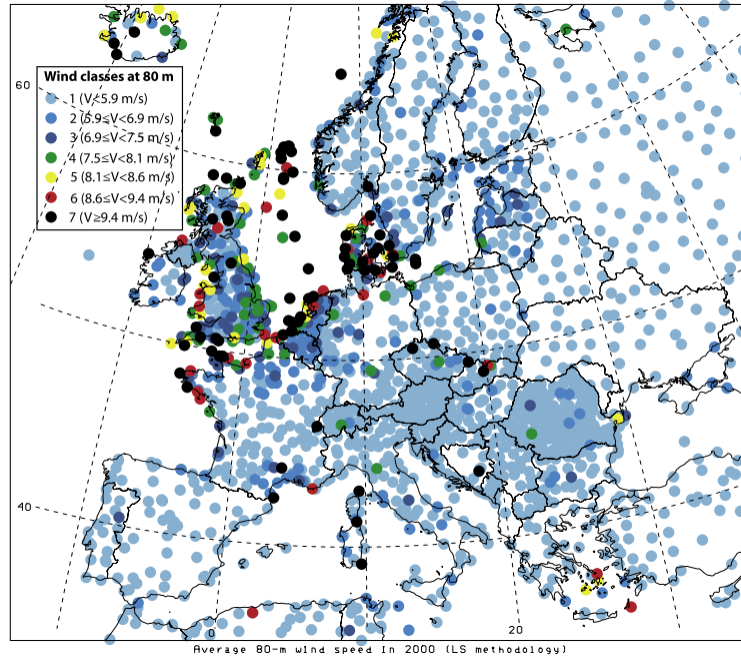 60
Wind classes at 80 m
1 (V<5.9 m/s)
2 (5.9≤V<6.9 m/s)
3 (6.9≤V<7.5 m/s)
4 (7.5≤V<8.1 m/s)
5 (8.1≤V<8.6 m/s)
6 (8.6≤V<9.4 m/s)
7 (V≥9.4 m/s)
40
0
20
Average 80-m wind speed in 2000 (LS methodology)